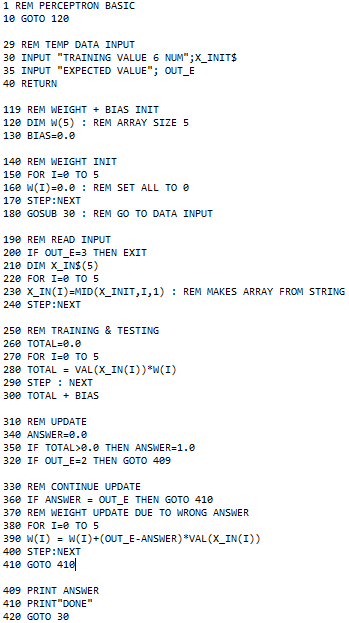 1 REM PERCEPTRON BASIC
10 GOTO 120
29 REM TEMP DATA INPUT
30 INPUT "TRAINING VALUE 6 NUM";X_INIT$
35 INPUT "EXPECTED VALUE"; OUT_E
40 RETURN
119 REM WEIGHT + BIAS INIT
120 DIM W(5) : REM ARRAY SIZE 5
130 BIAS=0.0
140 REM WEIGHT INIT
150 FOR I=0 TO 5
160 W(I)=0.0 : REM SET ALL TO 0
170 STEP:NEXT
180 GOSUB 30 : REM GO TO DATA INPUT
190 REM READ INPUT
200 IF OUT_E=3 THEN EXIT
210 DIM X_IN$(5)
220 FOR I=0 TO 5
230 X_IN(I)=MID(X_INIT,I,1) : REM MAKES ARRAY FROM STRING
240 STEP:NEXT
250 REM TRAINING & TESTING
260 TOTAL=0.0
270 FOR I=0 TO 5
280 TOTAL = VAL(X_IN(I))*W(I)
290 STEP : NEXT
300 TOTAL + BIAS
310 REM UPDATE
340 ANSWER=0.0
350 IF TOTAL>0.0 THEN ANSWER=1.0
320 IF OUT_E=2 THEN GOTO 409
330 REM CONTINUE UPDATE
360 IF ANSWER = OUT_E THEN GOTO 410
370 REM WEIGHT UPDATE DUE TO WRONG ANSWER
380 FOR I=0 TO 5
390 W(I) = W(I)+(OUT_E-ANSWER)*VAL(X_IN(I))
400 STEP:NEXT
410 GOTO 410
409 PRINT ANSWER
410 PRINT"DONE"
420 GOTO 30